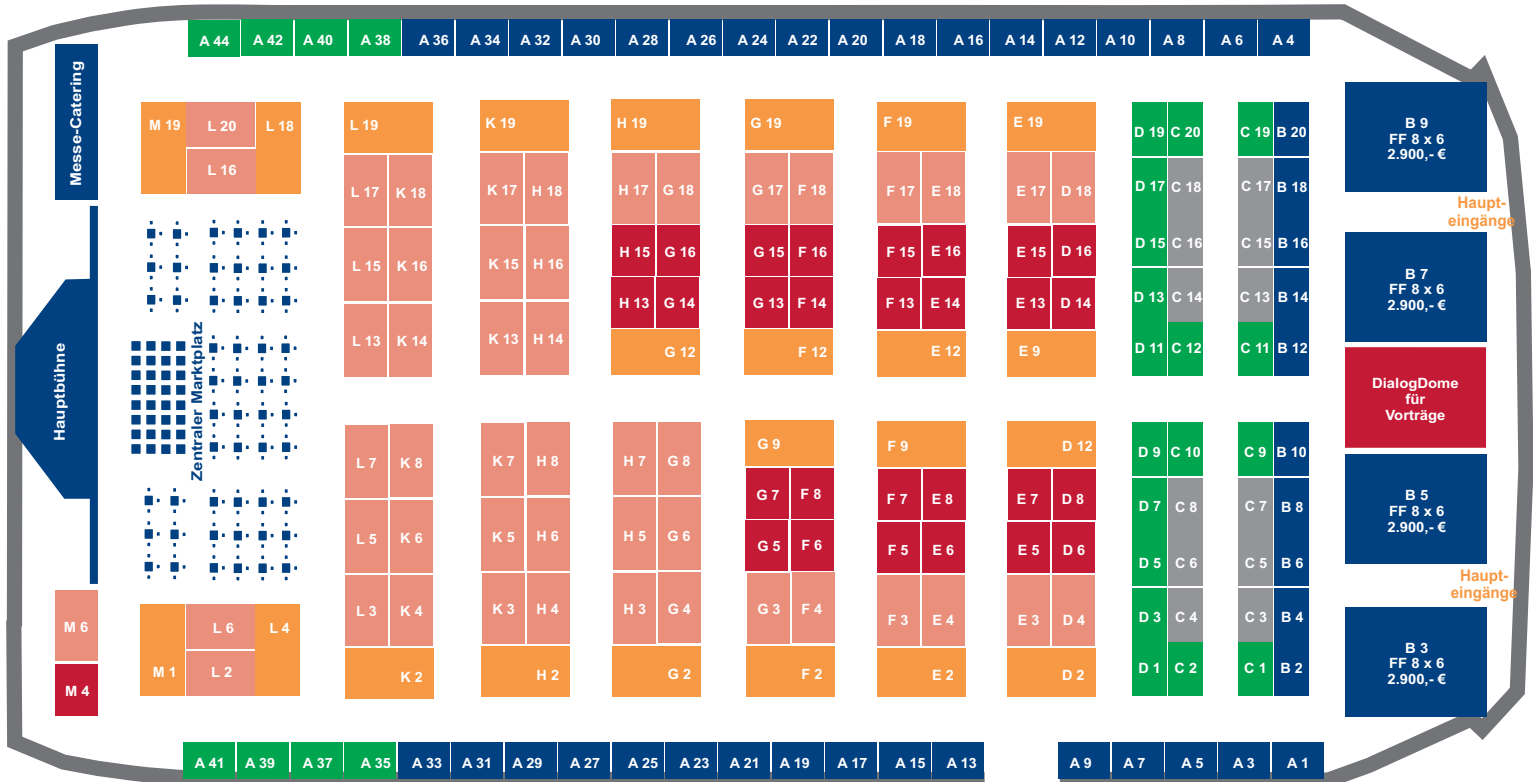 A 44 A 42 A 40 A 38 A 36 A 34 A 32 A 30 A 28 A 26 A 24 A 22 A 20 A 18 A 16 A 14 A 12 A 10 A 8 A 6 A 4
Messe-Catering
M 19 L 20 L 18 L 19 K 19 H 19 G 19 F 19 E 19 D 19 C 20 C 19 B 20
L 16
B 9
FF 8 x 6
2.900,- €
L 17 K 18 K 17 H 18 H 17 G 18 G 17 F 18 F 17 E 18 E 17 D 18 D 17 C 18 C 17 B 18
Haupt-
eingänge
H 15 G 16 G 15 F 16 F 15 E 16 E 15 D 16 D 15 C 16 C 15 B 16
L 15 K 16 K 15 H 16
B 7
FF 8 x 6
2.900,- €
H 13 G 14 G 13 F 14 F 13 E 14 E 13 D 14 D 13 C 14 C 13 B 14
L 13 K 14 K 13 H 14
G 12 F 12 E 12 E 9 D 11 C 12 C 11 B 12
Hauptbühne
Zentraler Marktplatz
DialogDome
für
Vorträge
G 9 F 9 D 12 D 9 C 10 C 9 B 10
L 7 K 8 K 7 H 8 H 7 G 8
G 7 F 8 F 7 E 8 E 7 D 8 D 7 C 8 C 7 B 8
B 5
FF 8 x 6
2.900,- €
L 5 K 6 K 5 H 6 H 5 G 6 G 5 F 6 F 5 E 6 E 5 D 6 D 5 C 6 C 5 B 6
Haupt-
eingänge
M 6 L 6 L 4 L 3 K 4 K 3 H 4 H 3 G 4 G 3 F 4 F 3 E 4 E 3 D 4 D 3 C 4 C 3 B 4
B 3
FF 8 x 6
2.900,- €
M 4 M 1 L 2 K 2 H 2 G 2 F 2 E 2 D 2 D 1 C 2 C 1 B 2
A 41 A 39 A 37 A 35 A 33 A 31 A 29 A 27 A 25 A 23 A 21 A 19 A 17 A 15 A 13 A 9 A 7 A 5 A 3 A 1